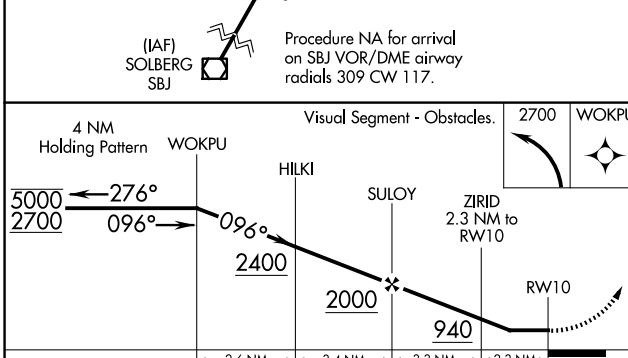 (IAF)
SOLBERG
SBJ
Procedure NA for arrival
on SBJ VOR/DME airway
radials 309 CW 117.
Visual Segment - Obstacles.
2700
WOKPU
4 NM
Holding Pattern
WOKPU
HILKI
SULOY
ZIRID
2.3 NM to
RW10
RW10
5000
2700
276°
096°
096°
2400
2000
940